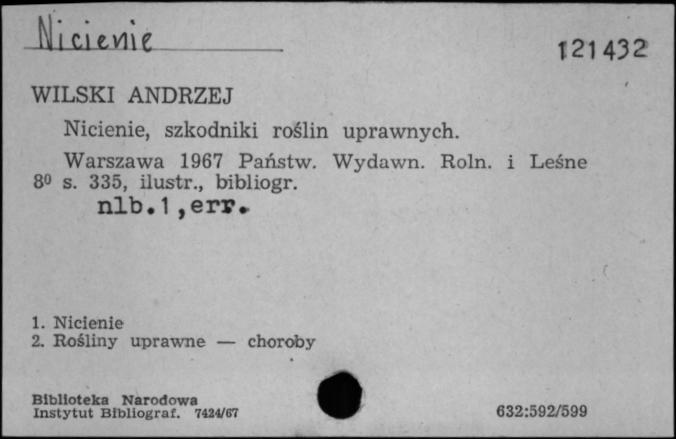 Nicienie
121432
WILSKI ANDRZEJ
Nicienie, szkodniki roślin uprawnych.
Warszawa 1967 Państw. Wydawn. Roln. i Leśne
8⁰ s. 335, ilustr., bibliogr.
nlb.1,err.
1. Nicienie
2. Rośliny uprawne — choroby
Biblioteka Narodowa
Instytut Bibliograf. 7424/67
632:592/599